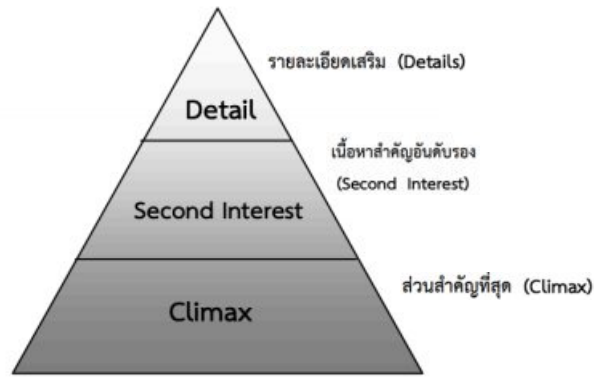 รายละเอียดเสริม (Details)
Detail
เนื้อหาสำคัญอันดับรอง
(Second Interest)
Second Interest
ส่วนสำคัญที่สุด (Climax)
Climax